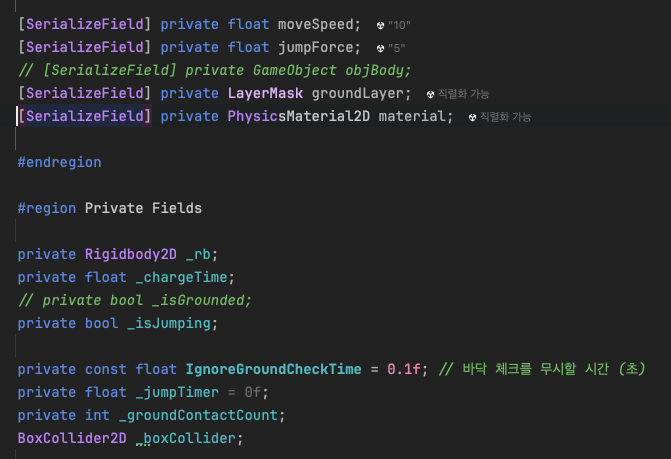 [SerializeField] private float moveSpeed; "10"
[SerializeField] private float jumpForce; "5"
// [SerializeField] private GameObject objBody;
[SerializeField] private LayerMask groundLayer; 직렬화 가능
[SerializeField] private PhysicsMaterial2D material; 직렬화 가능
#endregion
#region Private Fields
private Rigidbody2D _rb;
private float _chargeTime;
// private bool _isGrounded;
private bool _isJumping;
private const float IgnoreGroundCheckTime = 0.1f; // 바닥 체크를 무시할 시간 (초)
private float _jumpTimer = 0f;
private int _groundContactCount;
BoxCollider2D _boxCollider;